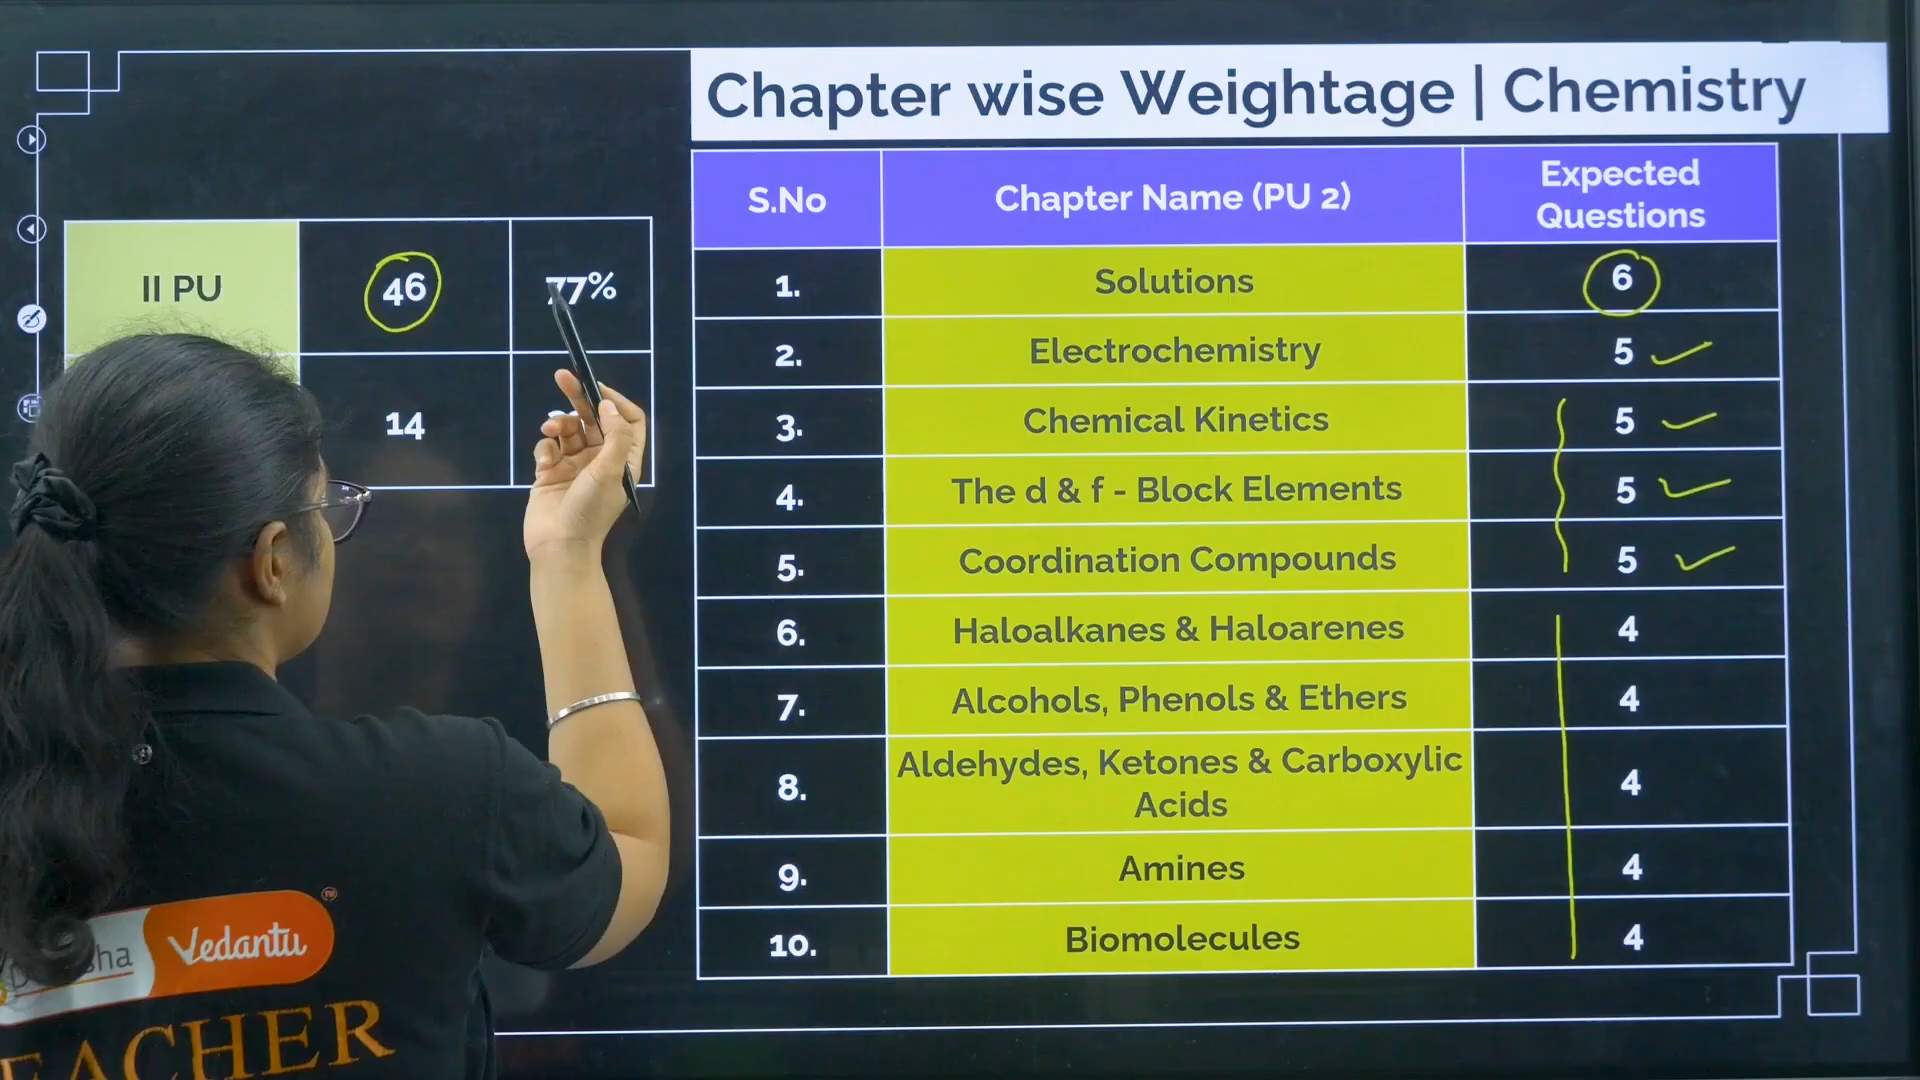 Chapter wise Weightage | Chemistry
II PU 46 77%
14
S.No Chapter Name (PU 2) Expected Questions
1. Solutions 6
2. Electrochemistry 5
3. Chemical Kinetics 5
4. The d & f - Block Elements 5
5. Coordination Compounds 5
6. Haloalkanes & Haloarenes 4
7. Alcohols, Phenols & Ethers 4
8. Aldehydes, Ketones & Carboxylic Acids 4
9. Amines 4
10. Biomolecules 4
Vedantu
EACHER